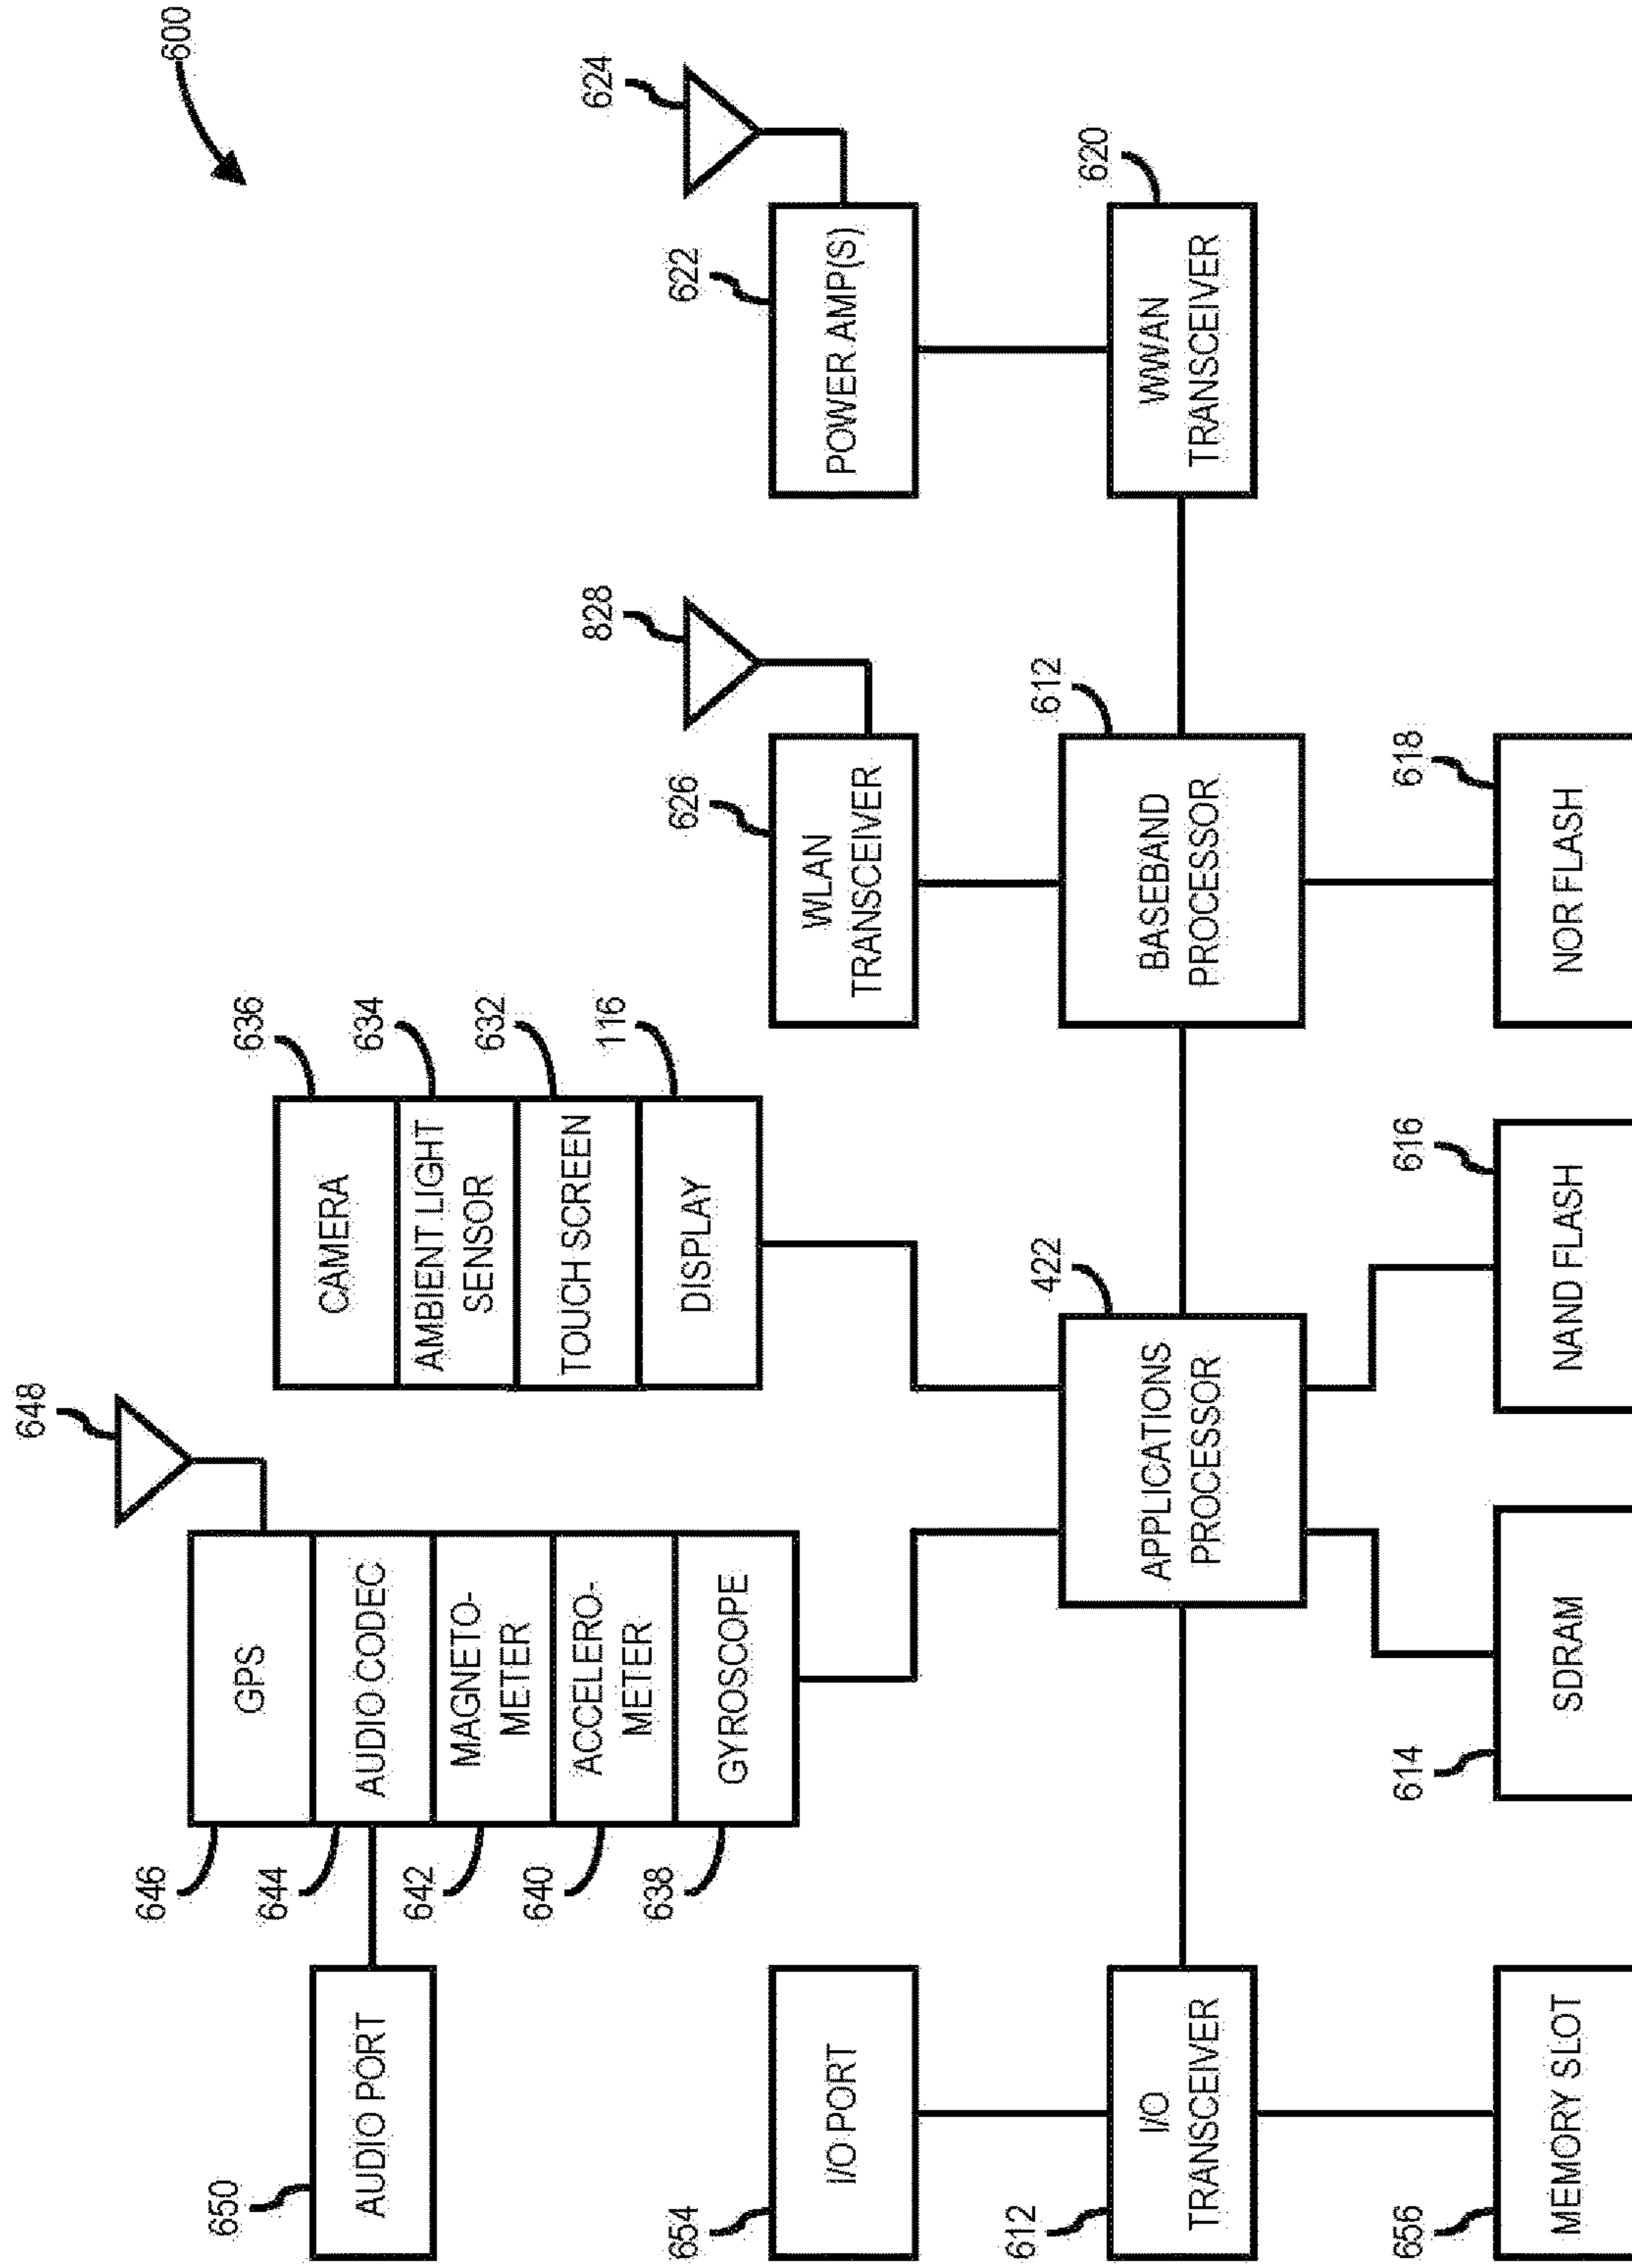 600
648
646
GPS
644
AUDIO CODEC
642
MAGNETO-
METER
640
ACCELERO-
METER
638
GYROSCOPE
650
AUDIO PORT
636
CAMERA
634
AMBIENT LIGHT
SENSOR
632
TOUCH SCREEN
116
DISPLAY
828
626
WLAN
TRANSCEIVER
624
622
POWER AMP(S)
654
I/O PORT
612
I/O
TRANSCEIVER
422
APPLICATIONS
PROCESSOR
612
BASEBAND
PROCESSOR
620
WWAN
TRANSCEIVER
656
MEMORY SLOT
614
SDRAM
616
NAND FLASH
618
NOR FLASH